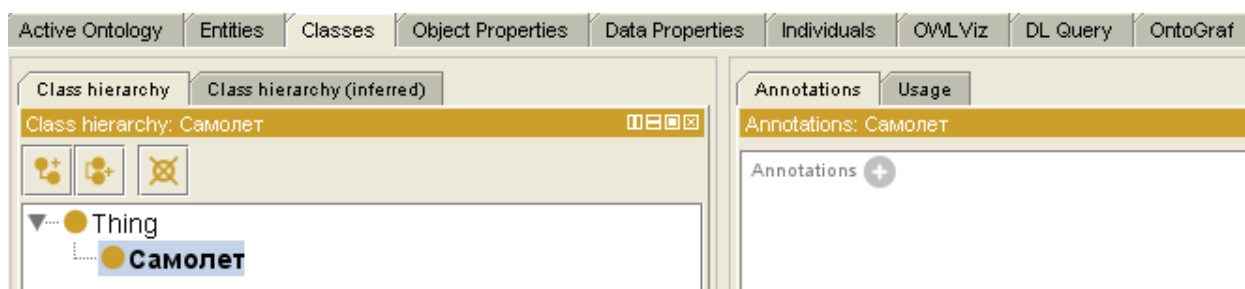 Active Ontology Entities Classes Object Properties Data Properties Individuals OWLViz DL Query OntoGraf
Class hierarchy Class hierarchy (inferred)
Class hierarchy: Самолет
Thing
Самолет
Annotations Usage
Annotations: Самолет
Annotations